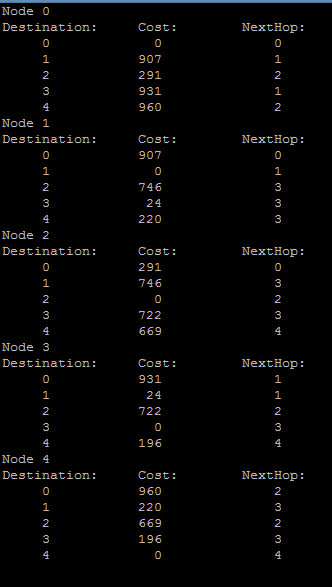 Node 0
Destination: Cost: NextHop:
0 0 0
1 907 1
2 291 2
3 931 1
4 960 2
Node 1
Destination: Cost: NextHop:
0 907 0
1 0 1
2 746 3
3 24 3
4 220 3
Node 2
Destination: Cost: NextHop:
0 291 0
1 746 3
2 0 2
3 722 3
4 669 4
Node 3
Destination: Cost: NextHop:
0 931 1
1 24 1
2 722 2
3 0 3
4 196 4
Node 4
Destination: Cost: NextHop:
0 960 2
1 220 3
2 669 2
3 196 3
4 0 4